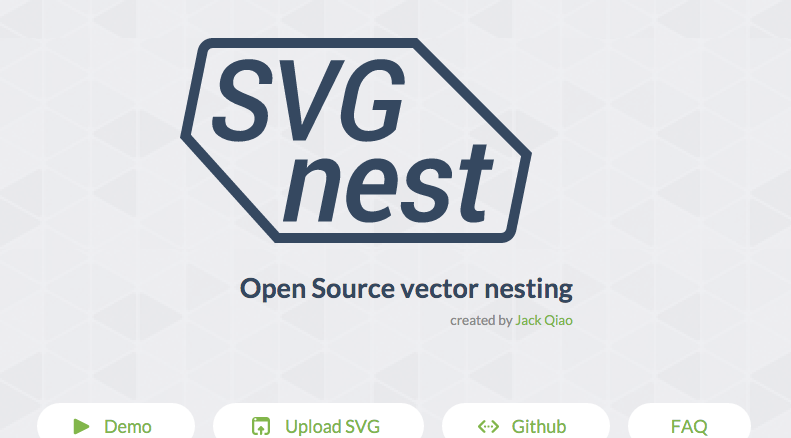 SVG
nest
Open Source vector nesting
created by Jack Qiao
Demo
Upload SVG
Github
FAQ